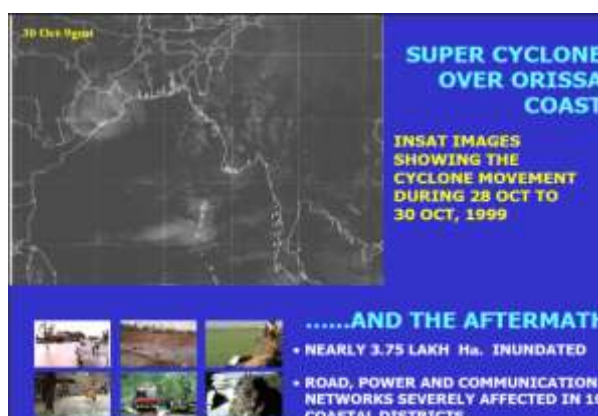 30 Oct 9gmt
SUPER CYCLONE
OVER ORISSA
COAST
INSAT IMAGES
SHOWING THE
CYCLONE MOVEMENT
DURING 28 OCT TO
30 OCT, 1999
......AND THE AFTERMATH
• NEARLY 3.75 LAKH Ha. INUNDATED
• ROAD, POWER AND COMMUNICATION
NETWORKS SEVERELY AFFECTED IN
COASTAL DISTRICTS